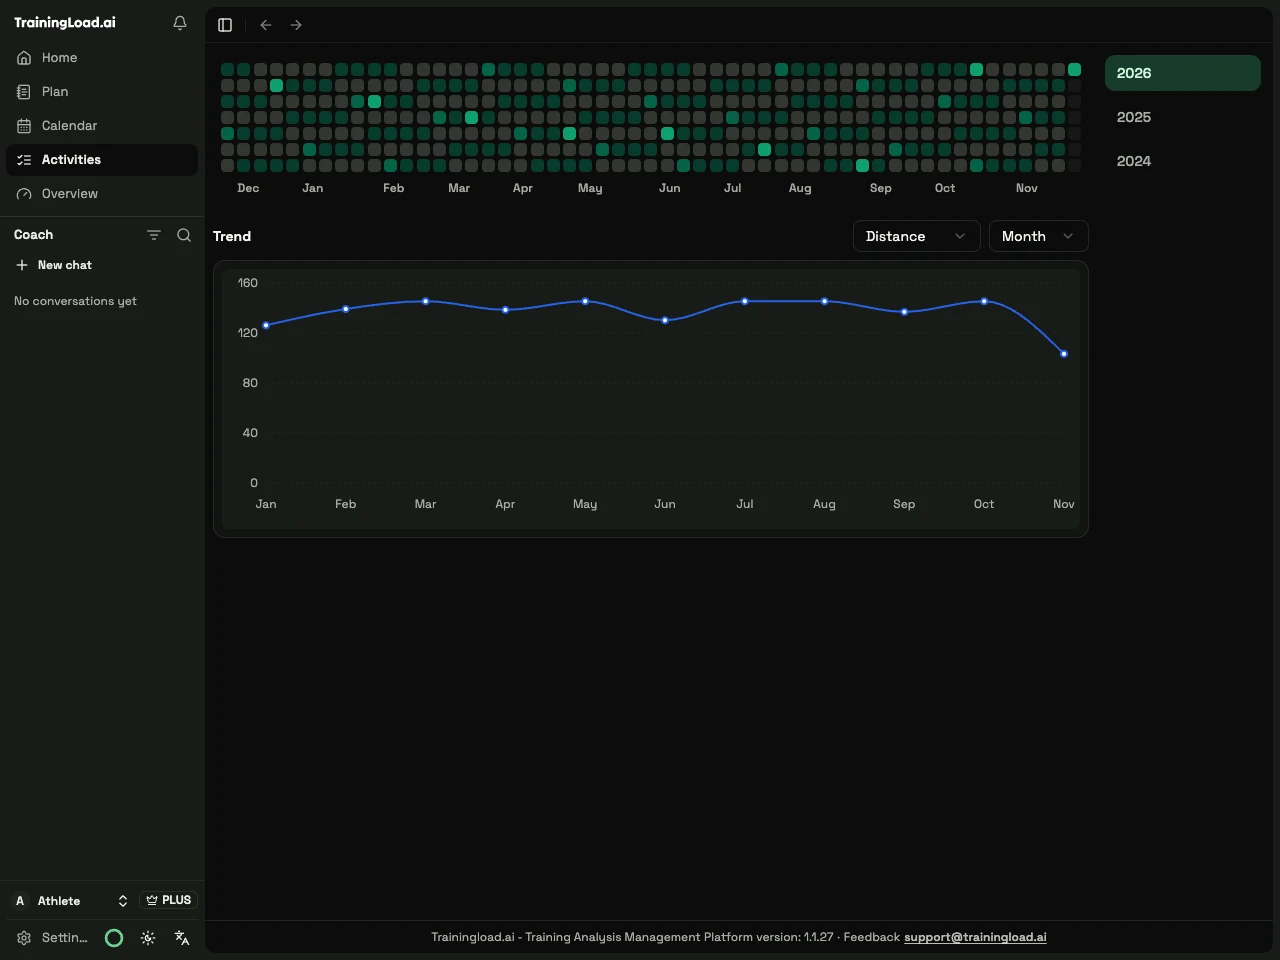 TrainingLoad.ai
Home
Plan
Calendar
Activities
Overview
Coach
New chat
No conversations yet
A Athlete PLUS
Settin...
Dec Jan Feb Mar Apr May Jun Jul Aug Sep Oct Nov
2026
2025
2024
Trend
Distance
Month
160
120
80
40
0
Jan Feb Mar Apr May Jun Jul Aug Sep Oct Nov
Trainingload.ai - Training Analysis Management Platform version: 1.1.27 · Feedback support@trainingload.ai